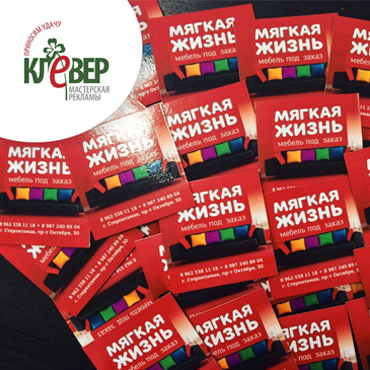 ПРИНОСИМ УДАЧУ
КЛЕВЕР
МАСТЕРСКАЯ
РЕКЛАМЫ
МЯГКАЯ
ЖИЗНЬ
мебель под заказ
8 962 538 11 18 • 8 987 240 89 04
г. Стерлитамак, пр-т Октября, 30